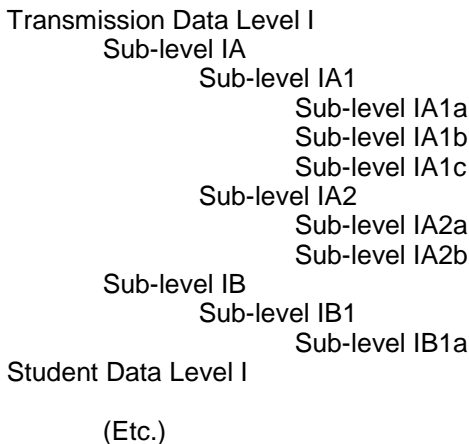 Transmission Data Level I
Sub-level IA
Sub-level IA1
Sub-level IA1a
Sub-level IA1b
Sub-level IA1c
Sub-level IA2
Sub-level IA2a
Sub-level IA2b
Sub-level IB
Sub-level IB1
Sub-level IB1a
Student Data Level I
(Etc.)